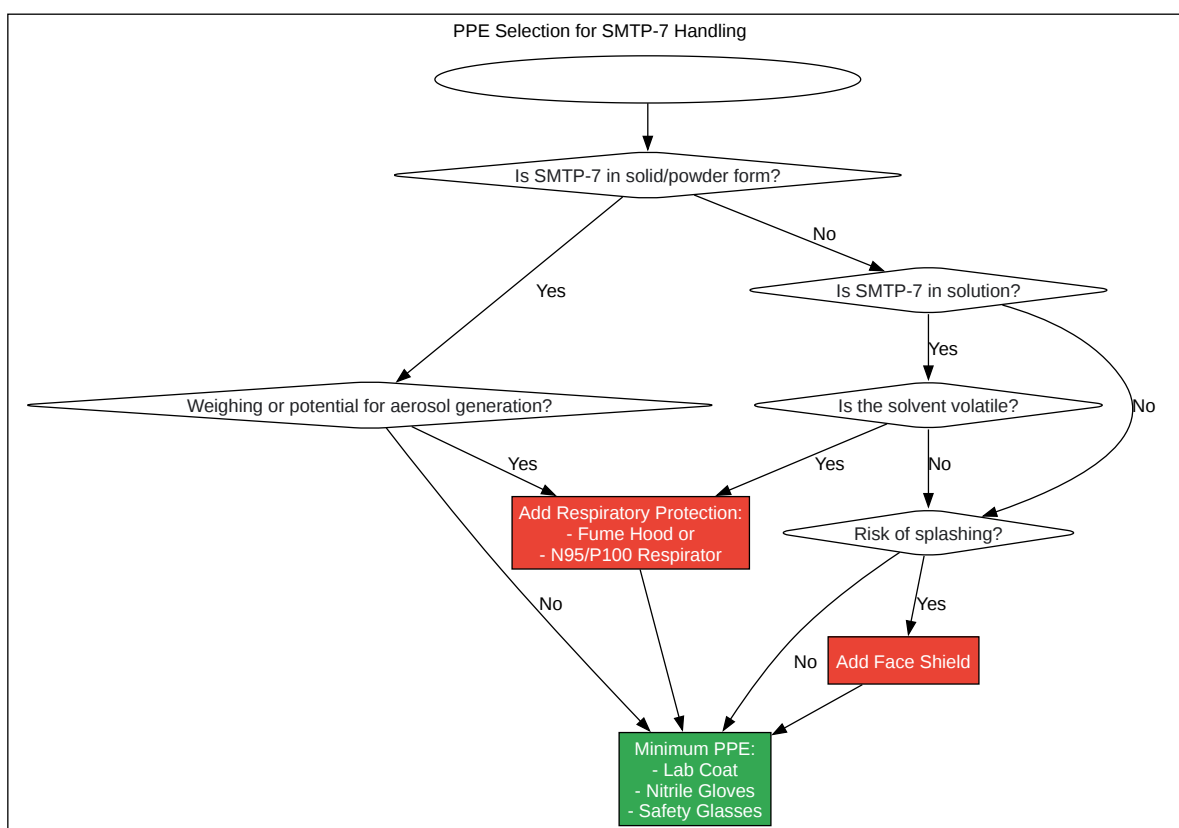 PPE Selection for SMTP-7 Handling
Is SMTP-7 in solid/powder form?
No
Yes
Is SMTP-7 in solution?
Yes
No
Weighing or potential for aerosol generation?
Is the solvent volatile?
Yes
Yes
No
Add Respiratory Protection:
- Fume Hood or
- N95/P100 Respirator
Risk of splashing?
No
Yes
No
Add Face Shield
Minimum PPE:
- Lab Coat
- Nitrile Gloves
- Safety Glasses